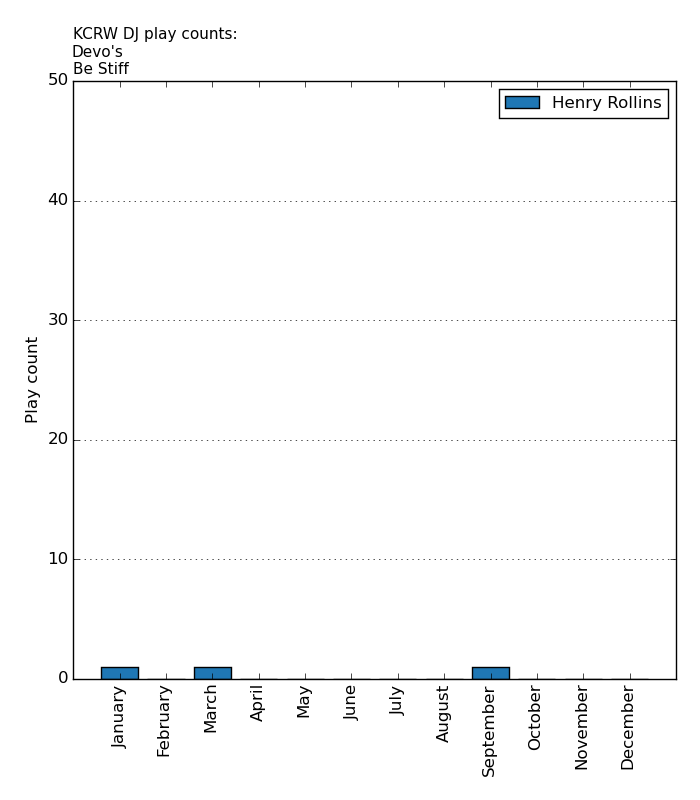 KCRW DJ play counts:
Devo's
Be Stiff
Henry Rollins
50
40
30
20
10
0
Play count
January
February
March
April
May
June
July
August
September
October
November
December